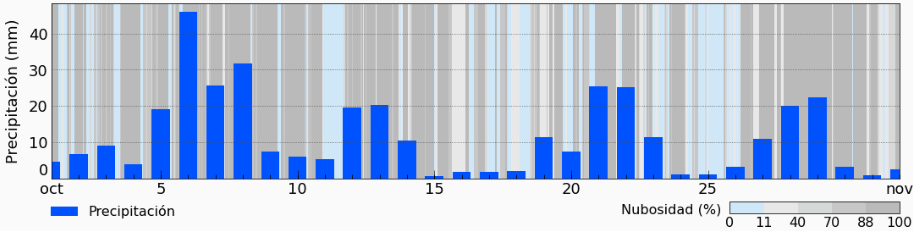 Precipitación (mm)
40
30
20
10
0
oct 5 10 15 20 25 nov
Precipitación
Nubosidad (%)
0 11 40 70 88 100